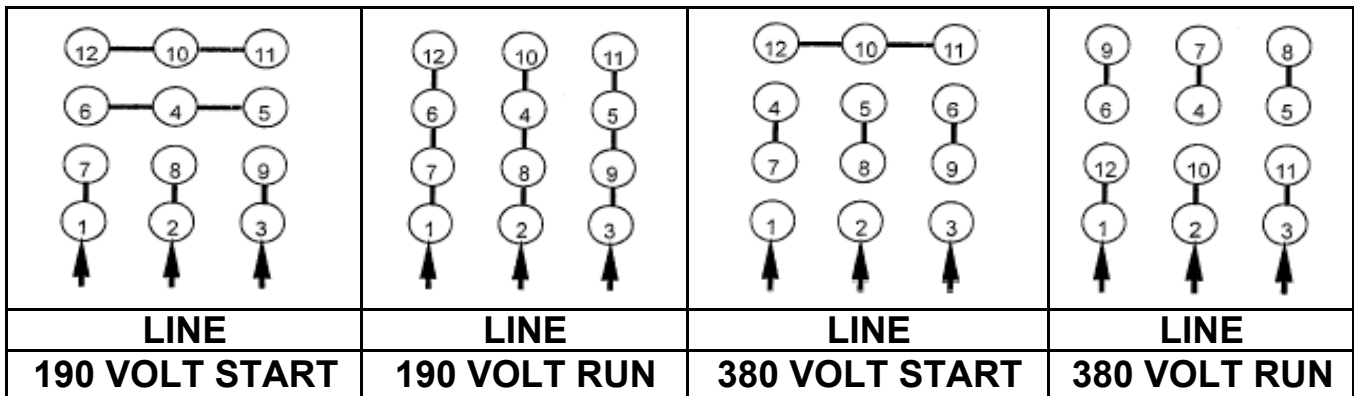 12 10 11 12 10 11 12 10 11 9 7 8
6 4 5 6 4 5 4 5 6 6 4 5
7 8 9 7 8 9 7 8 9 12 10 11
1 2 3 1 2 3 1 2 3 1 2 3
LINE LINE LINE LINE
190 VOLT START 190 VOLT RUN 380 VOLT START 380 VOLT RUN